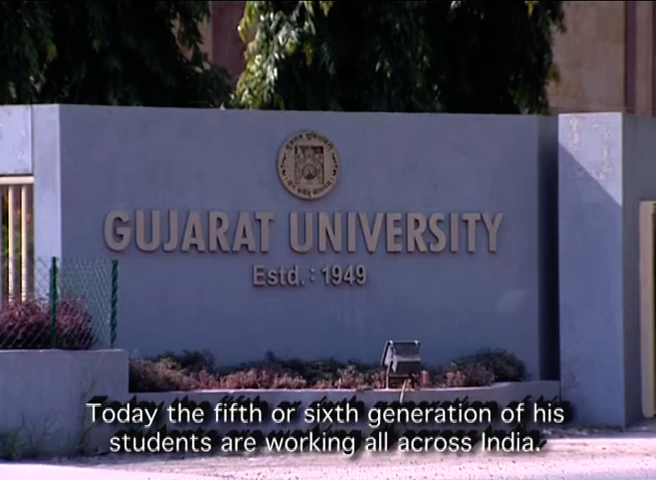 GUJARAT UNIVERSITY
Estd. : 1949
Today the fifth or sixth generation of his
students are working all across India.